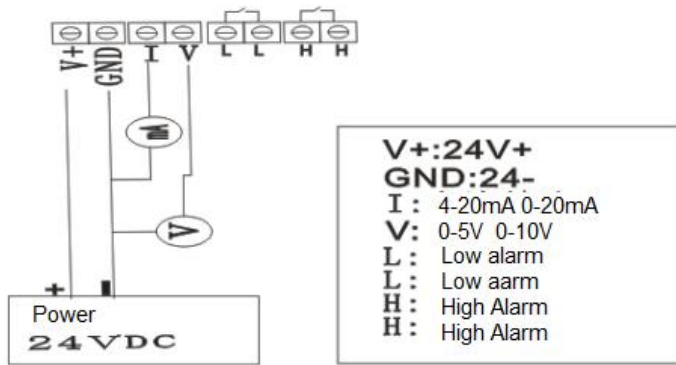 V+ GND I V L L H H
mA
V
+ -
Power
24VDC
V+:24V+
GND:24-
I: 4-20mA 0-20mA
V: 0-5V 0-10V
L: Low alarm
L: Low aarm
H: High Alarm
H: High Alarm